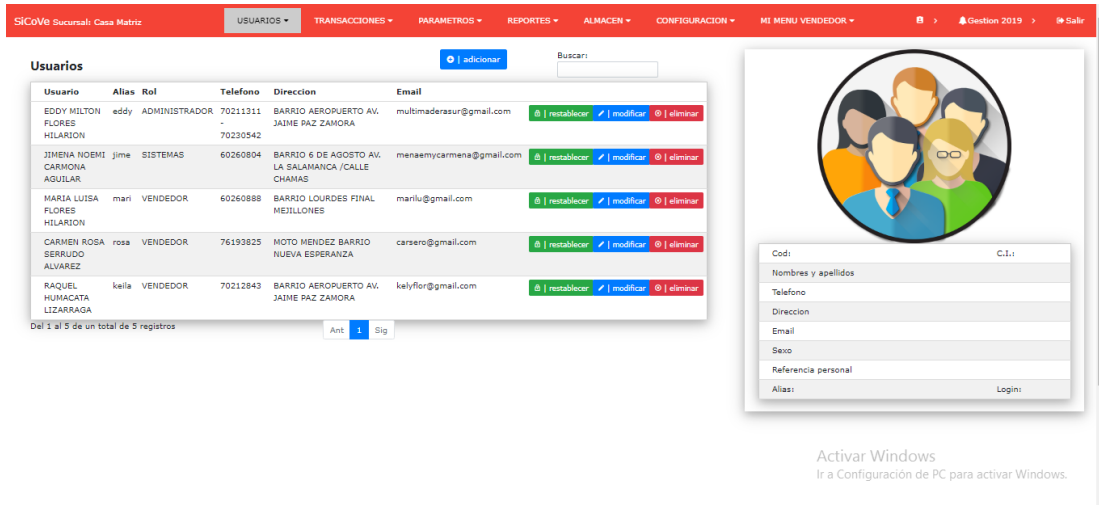 SiCoVe Sucursal: Casa Matriz
USUARIOS
TRANSACCIONES
PARAMETROS
REPORTES
ALMACEN
CONFIGURACION
MI MENU VENDEDOR
Gestion 2019
Salir
Usuarios
| adicionar
Buscar:
Usuario Alias Rol Telefono Direccion Email
EDDY MILTON eddy ADMINISTRADOR 70211311 BARRIO AEROPUERTO AV. multimaderasur@gmail.com | restablecer | modificar | eliminar
FLORES - JAIME PAZ ZAMORA
HILARION 70230542
JIMENA NOEMI jime SISTEMAS 60260804 BARRIO 6 DE AGOSTO AV. menaemycarmena@gmail.com | restablecer | modificar | eliminar
CARMONA LA SALAMANCA /CALLE
AGUILAR CHAMAS
MARIA LUISA mari VENDEDOR 60260888 BARRIO LOURDES FINAL marilu@gmail.com | restablecer | modificar | eliminar
FLORES MEJILLONES
HILARION
CARMEN ROSA rosa VENDEDOR 76193825 MOTO MENDEZ BARRIO carsero@gmail.com | restablecer | modificar | eliminar
SERRUDO NUEVA ESPERANZA
ALVAREZ
RAQUEL keila VENDEDOR 70212843 BARRIO AEROPUERTO AV. kelyflor@gmail.com | restablecer | modificar | eliminar
HUMACATA JAIME PAZ ZAMORA
LIZARRAGA
Del 1 al 5 de un total de 5 registros
Ant 1 Sig
Cod: C.I.:
Nombres y apellidos
Telefono
Direccion
Email
Sexo
Referencia personal
Alias: Login:
Activar Windows
Ir a Configuración de PC para activar Windows.